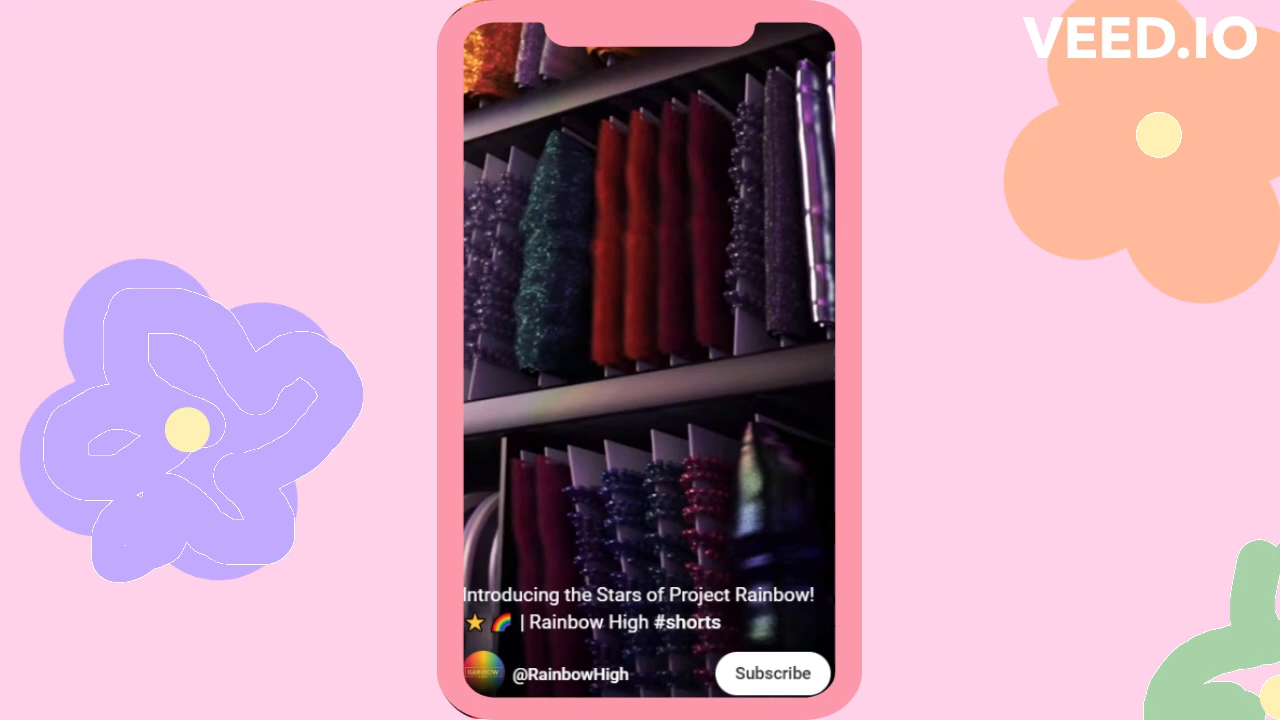 VEED.IO
Introducing the Stars of Project Rainbow!
⭐🌈 | Rainbow High #shorts
@RainbowHigh
Subscribe